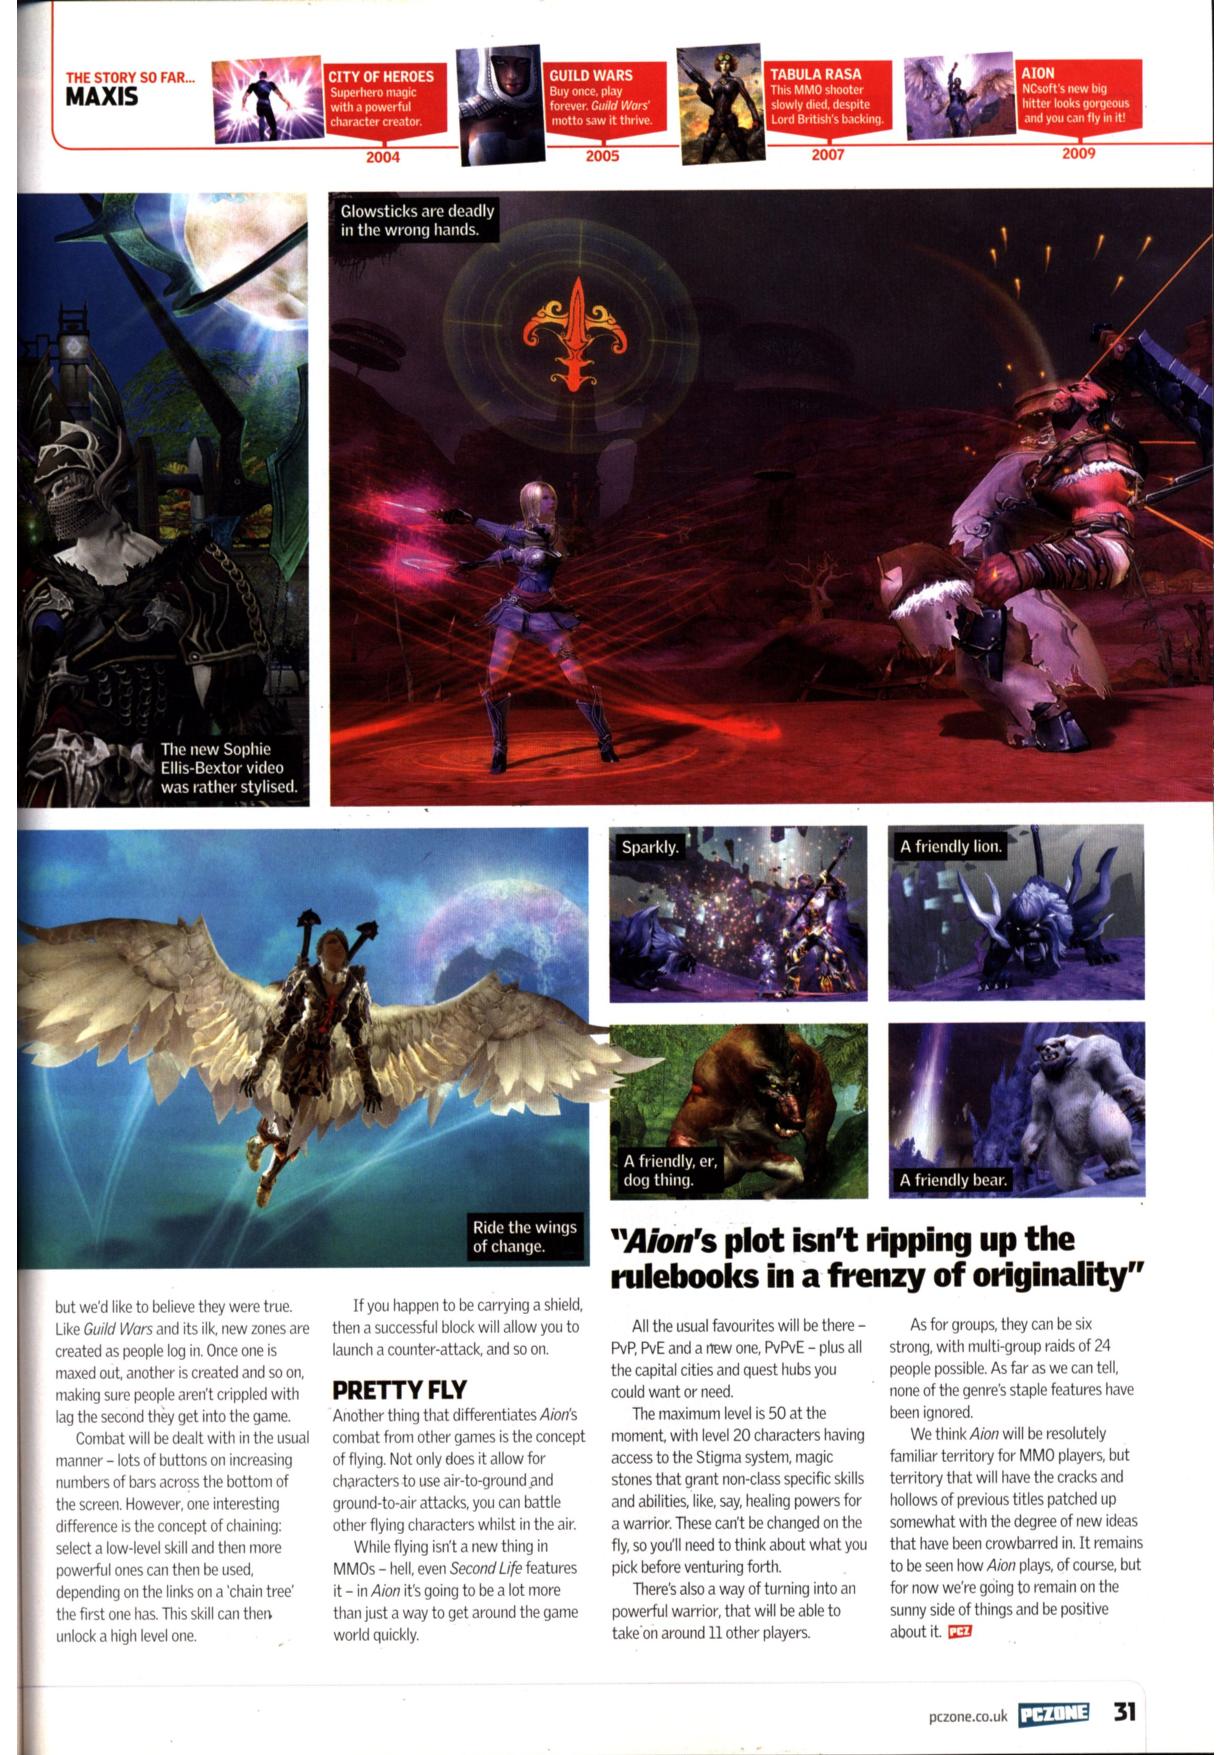 THE STORY SO FAR...
MAXIS
CITY OF HEROES
Superhero magic
with a powerful
character creator.
2004
GUILD WARS
Buy once, play
forever. Guild Wars'
motto saw it thrive.
2005
TABULA RASA
This MMO shooter
slowly died, despite
Lord British's backing.
2007
AION
NCsoft's new big
hitter looks gorgeous
and you can fly in it!
2009
Glowsticks are deadly
in the wrong hands.
The new Sophie
Ellis-Bextor video
was rather stylised.
Sparkly.
A friendly lion.
A friendly, er,
dog thing.
A friendly bear.
Ride the wings
of change.
"Aion's plot isn't ripping up the
rulebooks in a frenzy of originality"
but we'd like to believe they were true.
Like Guild Wars and its ilk, new zones are
created as people log in. Once one is
maxed out, another is created and so on,
making sure people aren't crippled with
lag the second they get into the game.
Combat will be dealt with in the usual
manner – lots of buttons on increasing
numbers of bars across the bottom of
the screen. However, one interesting
difference is the concept of chaining:
select a low-level skill and then more
powerful ones can then be used,
depending on the links on a 'chain tree'
the first one has. This skill can then
unlock a high level one.
If you happen to be carrying a shield,
then a successful block will allow you to
launch a counter-attack, and so on.
PRETTY FLY
Another thing that differentiates Aion's
combat from other games is the concept
of flying. Not only does it allow for
characters to use air-to-ground and
ground-to-air attacks, you can battle
other flying characters whilst in the air.
While flying isn't a new thing in
MMOs – hell, even Second Life features
it – in Aion it's going to be a lot more
than just a way to get around the game
world quickly.
All the usual favourites will be there –
PvP, PvE and a new one, PvPvE – plus all
the capital cities and quest hubs you
could want or need.
The maximum level is 50 at the
moment, with level 20 characters having
access to the Stigma system, magic
stones that grant non-class specific skills
and abilities, like, say, healing powers for
a warrior. These can't be changed on the
fly, so you'll need to think about what you
pick before venturing forth.
There's also a way of turning into an
powerful warrior, that will be able to
take on around 11 other players.
As for groups, they can be six
strong, with multi-group raids of 24
people possible. As far as we can tell,
none of the genre's staple features have
been ignored.
We think Aion will be resolutely
familiar territory for MMO players, but
territory that will have the cracks and
hollows of previous titles patched up
somewhat with the degree of new ideas
that have been crowbarred in. It remains
to be seen how Aion plays, of course, but
for now we're going to remain on the
sunny side of things and be positive
about it. PCZ
pczone.co.uk PCZONE 31